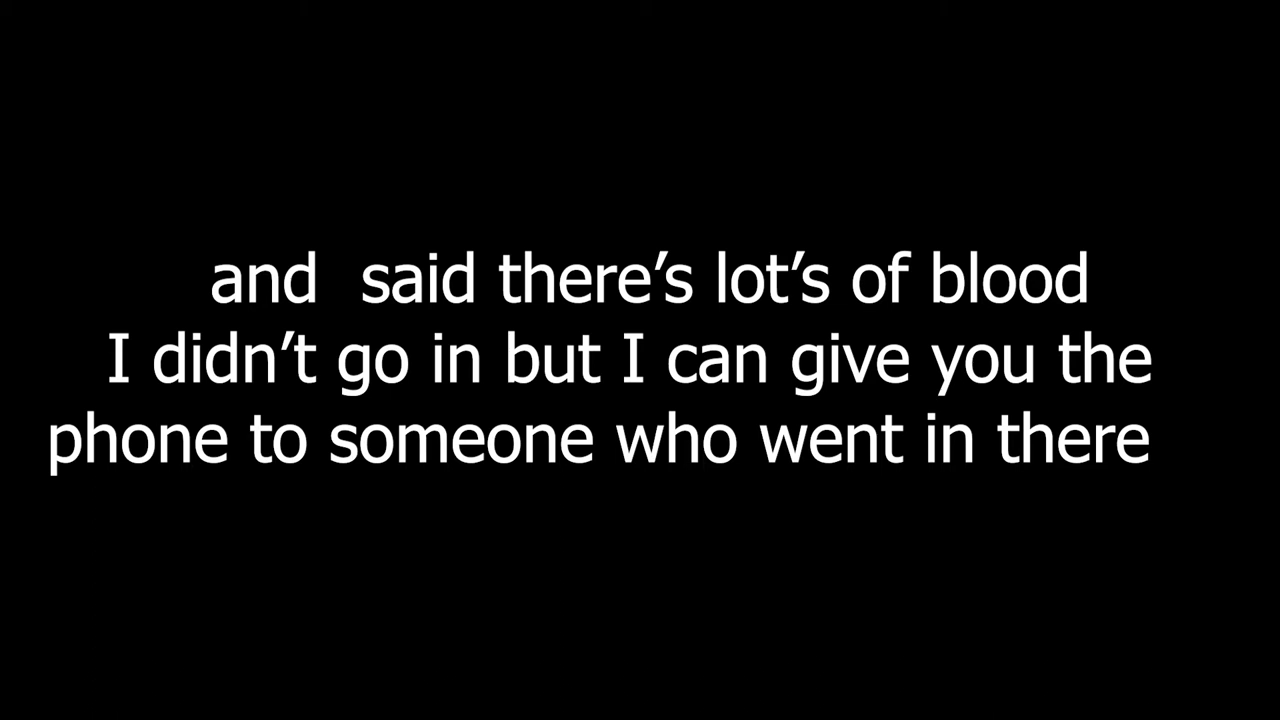 and  said there’s lot’s of blood
I didn’t go in but I can give you the
phone to someone who went in there